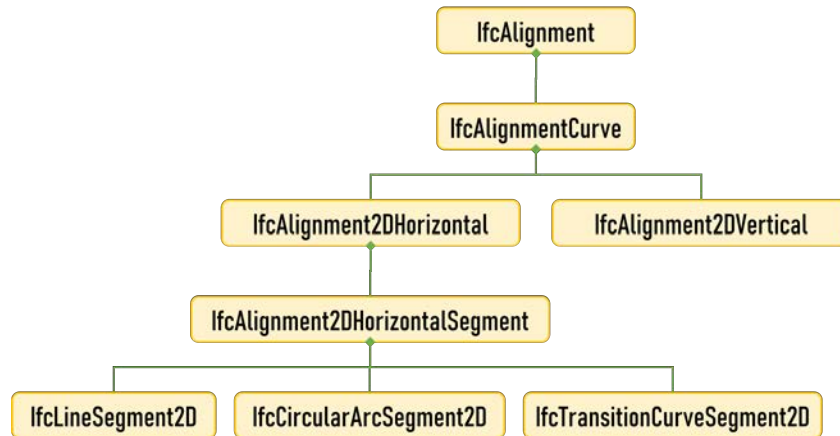 IfcAlignment
IfcAlignmentCurve
IfcAlignment2DHorizontal
IfcAlignment2DVertical
IfcAlignment2DHorizontalSegment
IfcLineSegment2D
IfcCircularArcSegment2D
IfcTransitionCurveSegment2D